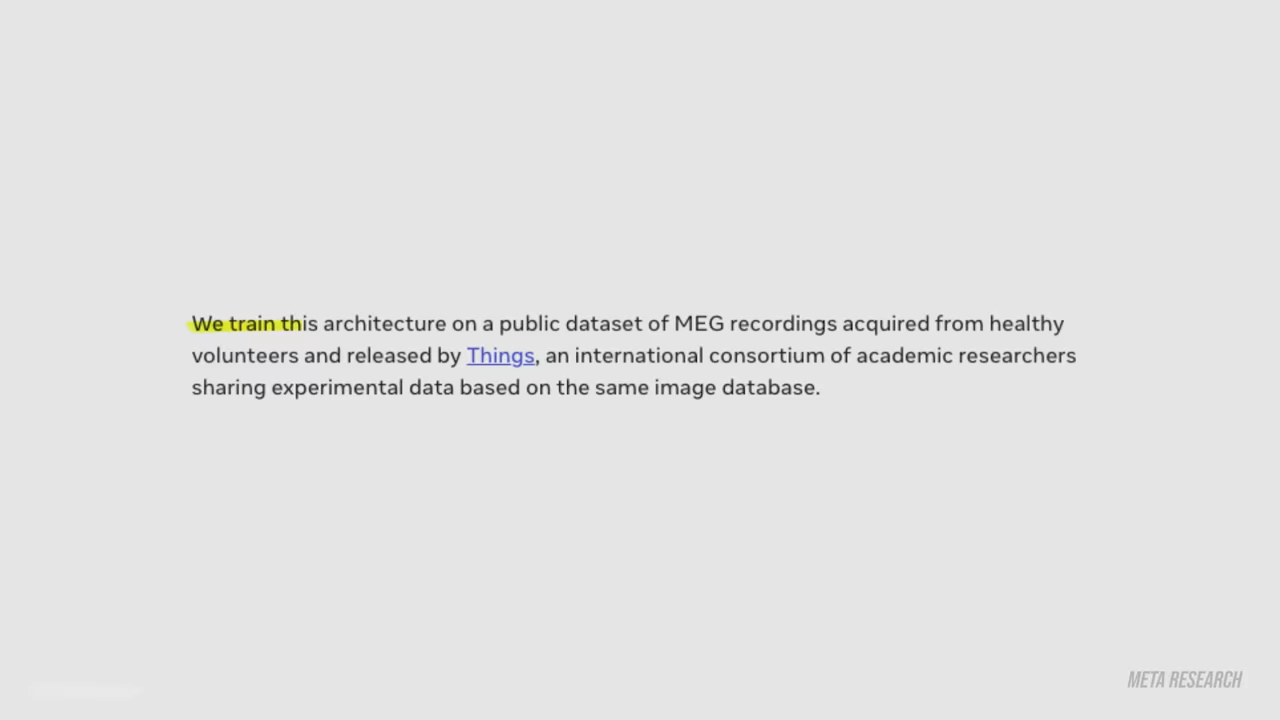 We train this architecture on a public dataset of MEG recordings acquired from healthy
volunteers and released by Things, an international consortium of academic researchers
sharing experimental data based on the same image database.
META RESEARCH